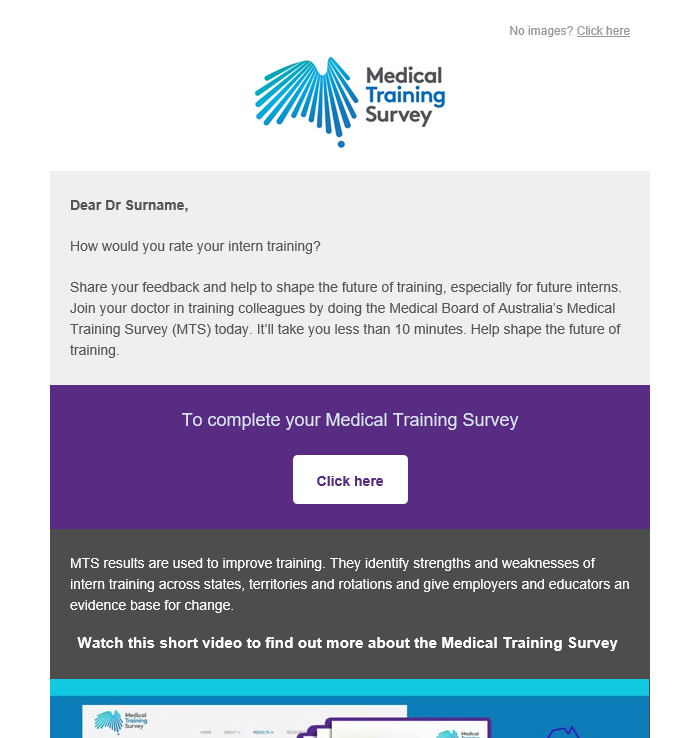 No images? Click here
Medical
Training
Survey
Dear Dr Surname,
How would you rate your intern training?
Share your feedback and help to shape the future of training, especially for future interns.
Join your doctor in training colleagues by doing the Medical Board of Australia’s Medical
Training Survey (MTS) today. It’ll take you less than 10 minutes. Help shape the future of
training.
To complete your Medical Training Survey
Click here
MTS results are used to improve training. They identify strengths and weaknesses of
intern training across states, territories and rotations and give employers and educators an
evidence base for change.
Watch this short video to find out more about the Medical Training Survey
Medical
Training
Survey
HOME ABOUT RESULTS
Medical
Training